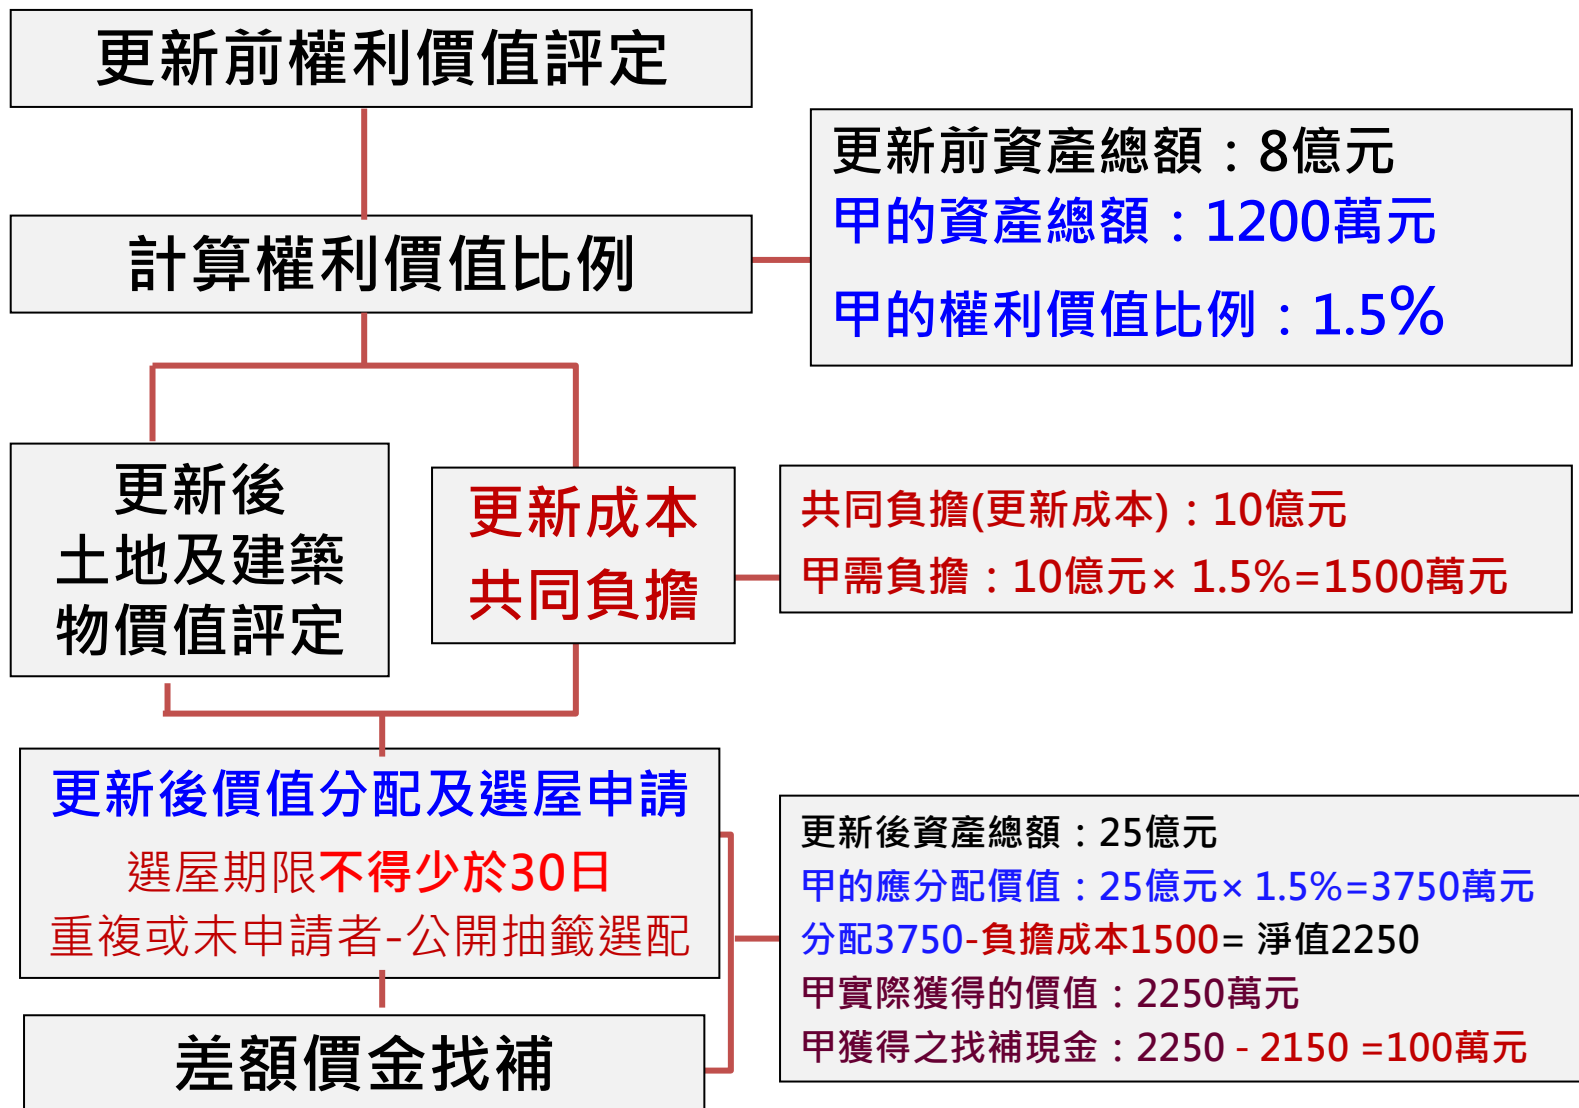 更新前權利價值評定
更新前資產總額：8億元
甲的資產總額：1200萬元
甲的權利價值比例：1.5%
計算權利價值比例
更新後
土地及建築
物價值評定
更新成本
共同負擔
共同負擔(更新成本)：10億元
甲需負擔：10億元× 1.5%=1500萬元
更新後價值分配及選屋申請
選屋期限不得少於30日
重複或未申請者-公開抽籤選配
更新後資產總額：25億元
甲的應分配價值：25億元× 1.5%=3750萬元
分配3750-負擔成本1500= 淨值2250
甲實際獲得的價值：2250萬元
甲獲得之找補現金：2250 - 2150 =100萬元
差額價金找補